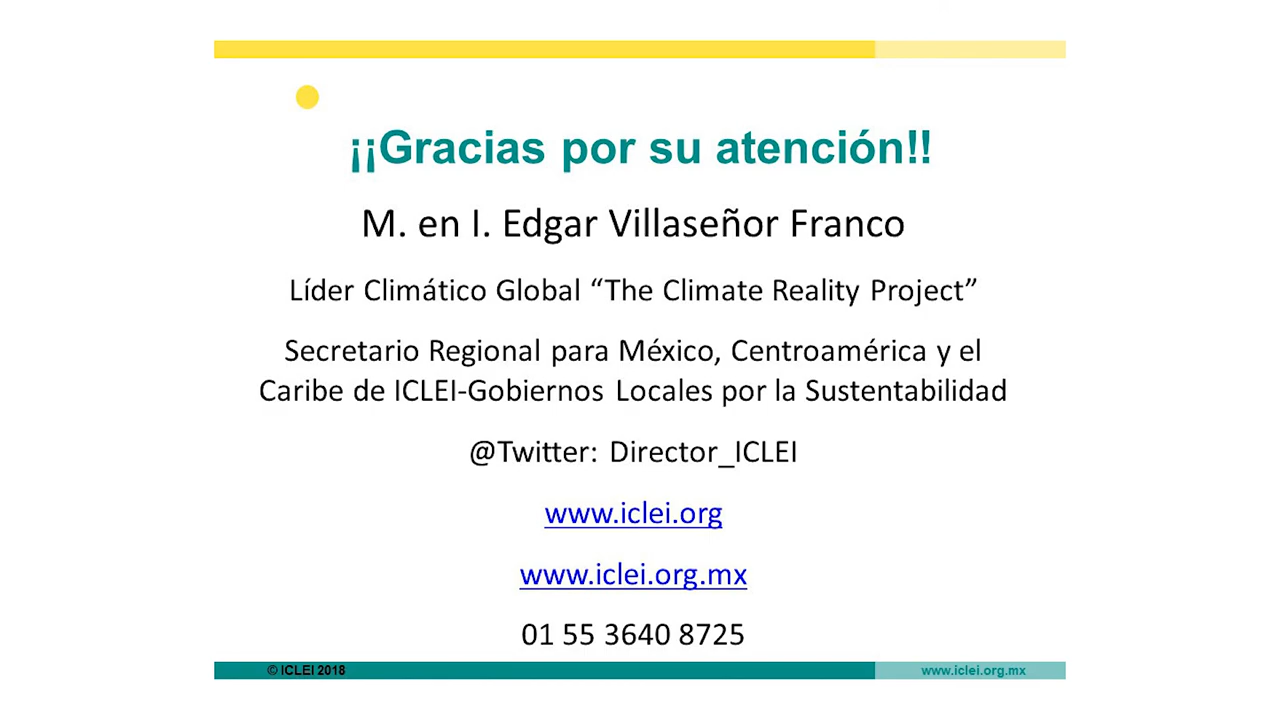 ¡¡Gracias por su atención!!
M. en I. Edgar Villaseñor Franco
Líder Climático Global “The Climate Reality Project”
Secretario Regional para México, Centroamérica y el
Caribe de ICLEI-Gobiernos Locales por la Sustentabilidad
@Twitter: Director_ICLEI
www.iclei.org
www.iclei.org.mx
01 55 3640 8725
© ICLEI 2018
www.iclei.org.mx